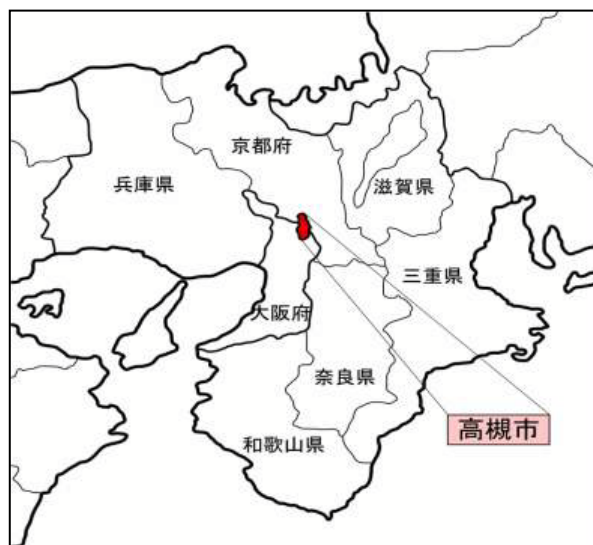 京都府
兵庫県
滋賀県
三重県
大阪府
奈良県
高槻市
和歌山県